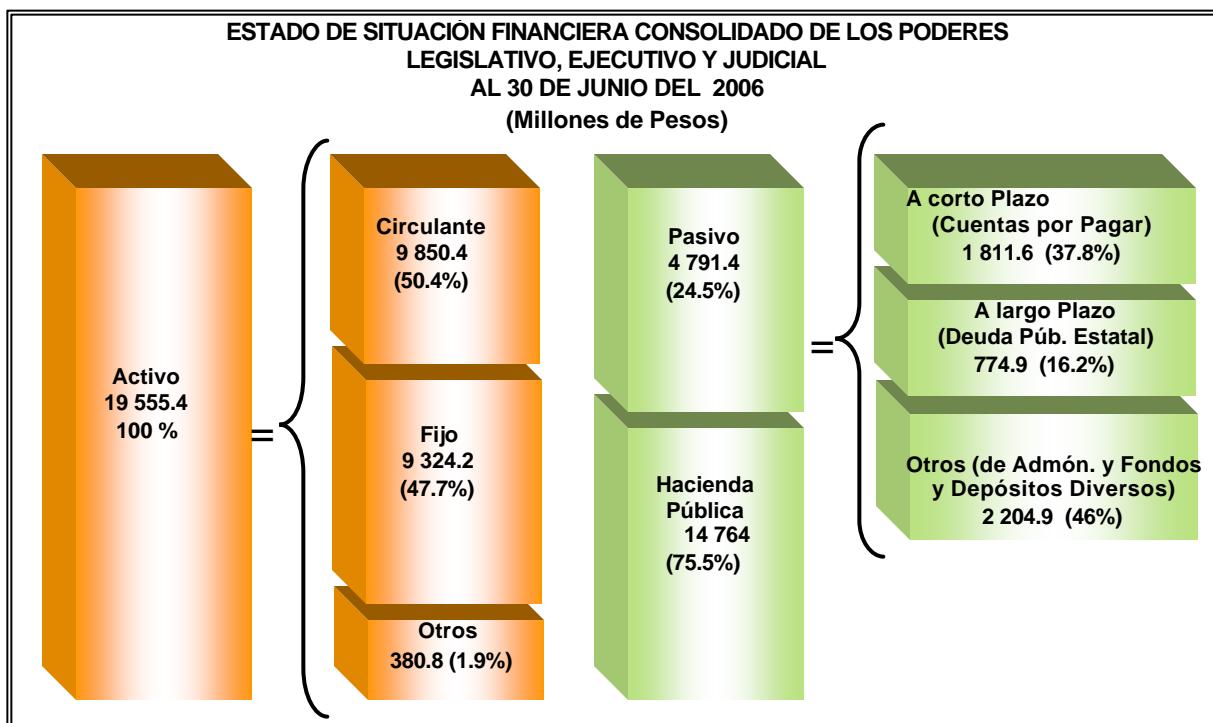 ESTADO DE SITUACIÓN FINANCIERA CONSOLIDADO DE LOS PODERES
LEGISLATIVO, EJECUTIVO Y JUDICIAL
AL 30 DE JUNIO DEL 2006
(Millones de Pesos)
Activo
19 555.4
100 %
=
Circulante
9 850.4
(50.4%)
Fijo
9 324.2
(47.7%)
Otros
380.8 (1.9%)
Pasivo
4 791.4
(24.5%)
Hacienda
Pública
14 764
(75.5%)
=
A corto Plazo
(Cuentas por Pagar)
1 811.6 (37.8%)
A largo Plazo
(Deuda Púb. Estatal)
774.9 (16.2%)
Otros (de Admón. y Fondos
y Depósitos Diversos)
2 204.9 (46%)